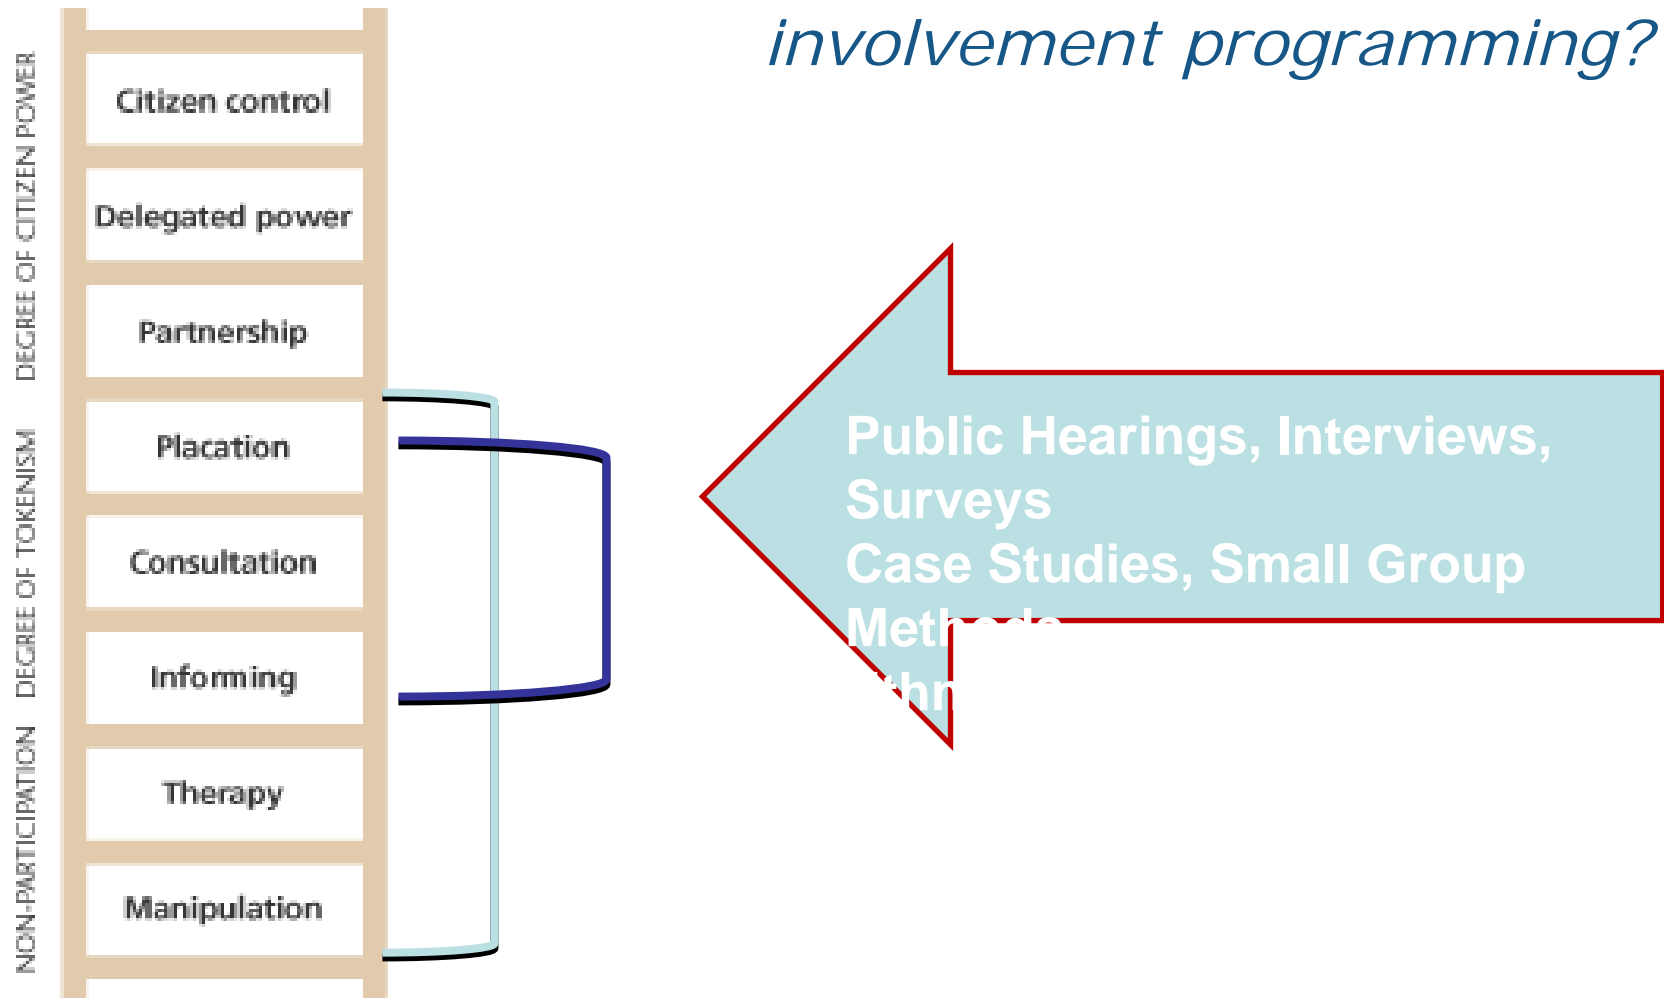 involvement programming?
DEGREE OF CITIZEN POWER
Citizen control
Delegated power
Partnership
DEGREE OF TOKENISM
Placation
Consultation
Informing
NON-PARTICIPATION
Therapy
Manipulation
Public Hearings, Interviews,
Surveys
Case Studies, Small Group
Methods